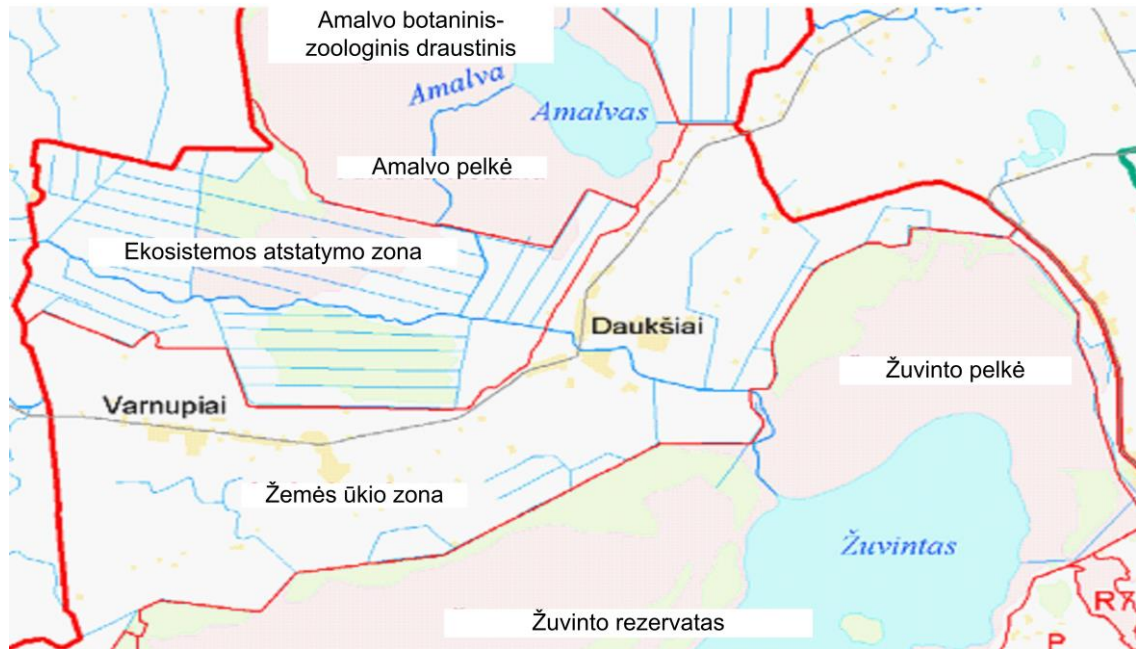 Amalvo botaninis-
zoologinis draustinis
Amalva
Amalvas
Amalvo pelkė
Ekosistemos atstatymo zona
Daukšiai
Žuvinto pelkė
Varnupiai
Žemės ūkio zona
Žuvintas
Žuvinto rezervatas
P